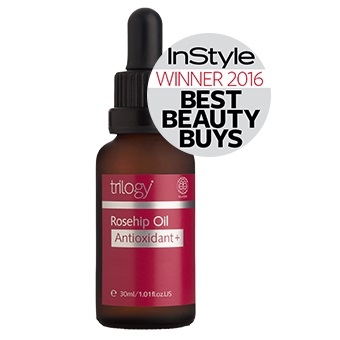 InStyle
WINNER 2016
BEST
BEAUTY
BUYS
trilogy
Rosehip Oil
Antioxidant+
e 30ml/1.01fl.oz.US